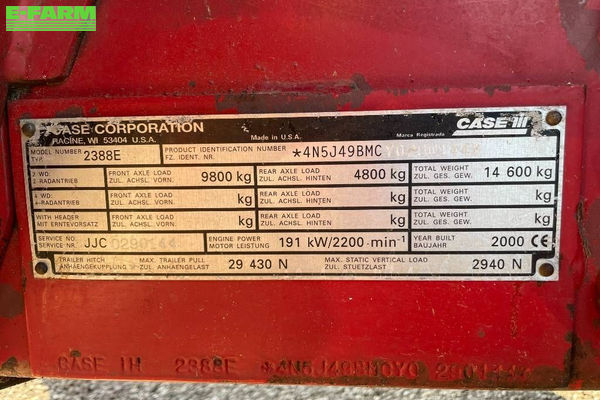 E-FARM
CASE CORPORATION
RACINE, WI 53404 U.S.A.
Made in U.S.A.
CASE IH
Marca Registrada
MODEL NUMBER
TYP. 2388E
PRODUCT IDENTIFICATION NUMBER
FZ. IDENT. NR. *4N5J49BMC
2 WD:
2-RADANTRIEB
FRONT AXLE LOAD
ZUL. ACHSL. VORN. 9800 kg
REAR AXLE LOAD
ZUL. ACHSL. HINTEN 4800 kg
TOTAL WEIGHT
ZUL. GES. GEW. 14 600 kg
4 WD:
4-RADANTRIEB
FRONT AXLE LOAD
ZUL. ACHSL. VORN. kg
REAR AXLE LOAD
ZUL. ACHSL. HINTEN kg
TOTAL WEIGHT
ZUL. GES. GEW. kg
WITH HEADER
MIT ERNTEVORSATZ
FRONT AXLE LOAD
ZUL. ACHSL. VORN. kg
REAR AXLE LOAD
ZUL. ACHSL. HINTEN kg
TOTAL WEIGHT
ZUL. GES. GEW. kg
SERVICE NO.
SERVICE NR. JJC 0290144
ENGINE POWER
MOTOR LEISTUNG 191 kW/2200 min-1
YEAR BUILT
BAUJAHR 2000 CE
TRAILER HITCH
ANHAENGEKUPPLUNG
MAX. TRAILER PULL
ZUL. ANHAENGELAST 29 430 N
MAX. STATIC VERTICAL LOAD
ZUL. STUETZLAST 2940 N
CASE IH 2388E *4N5J49BMCY0